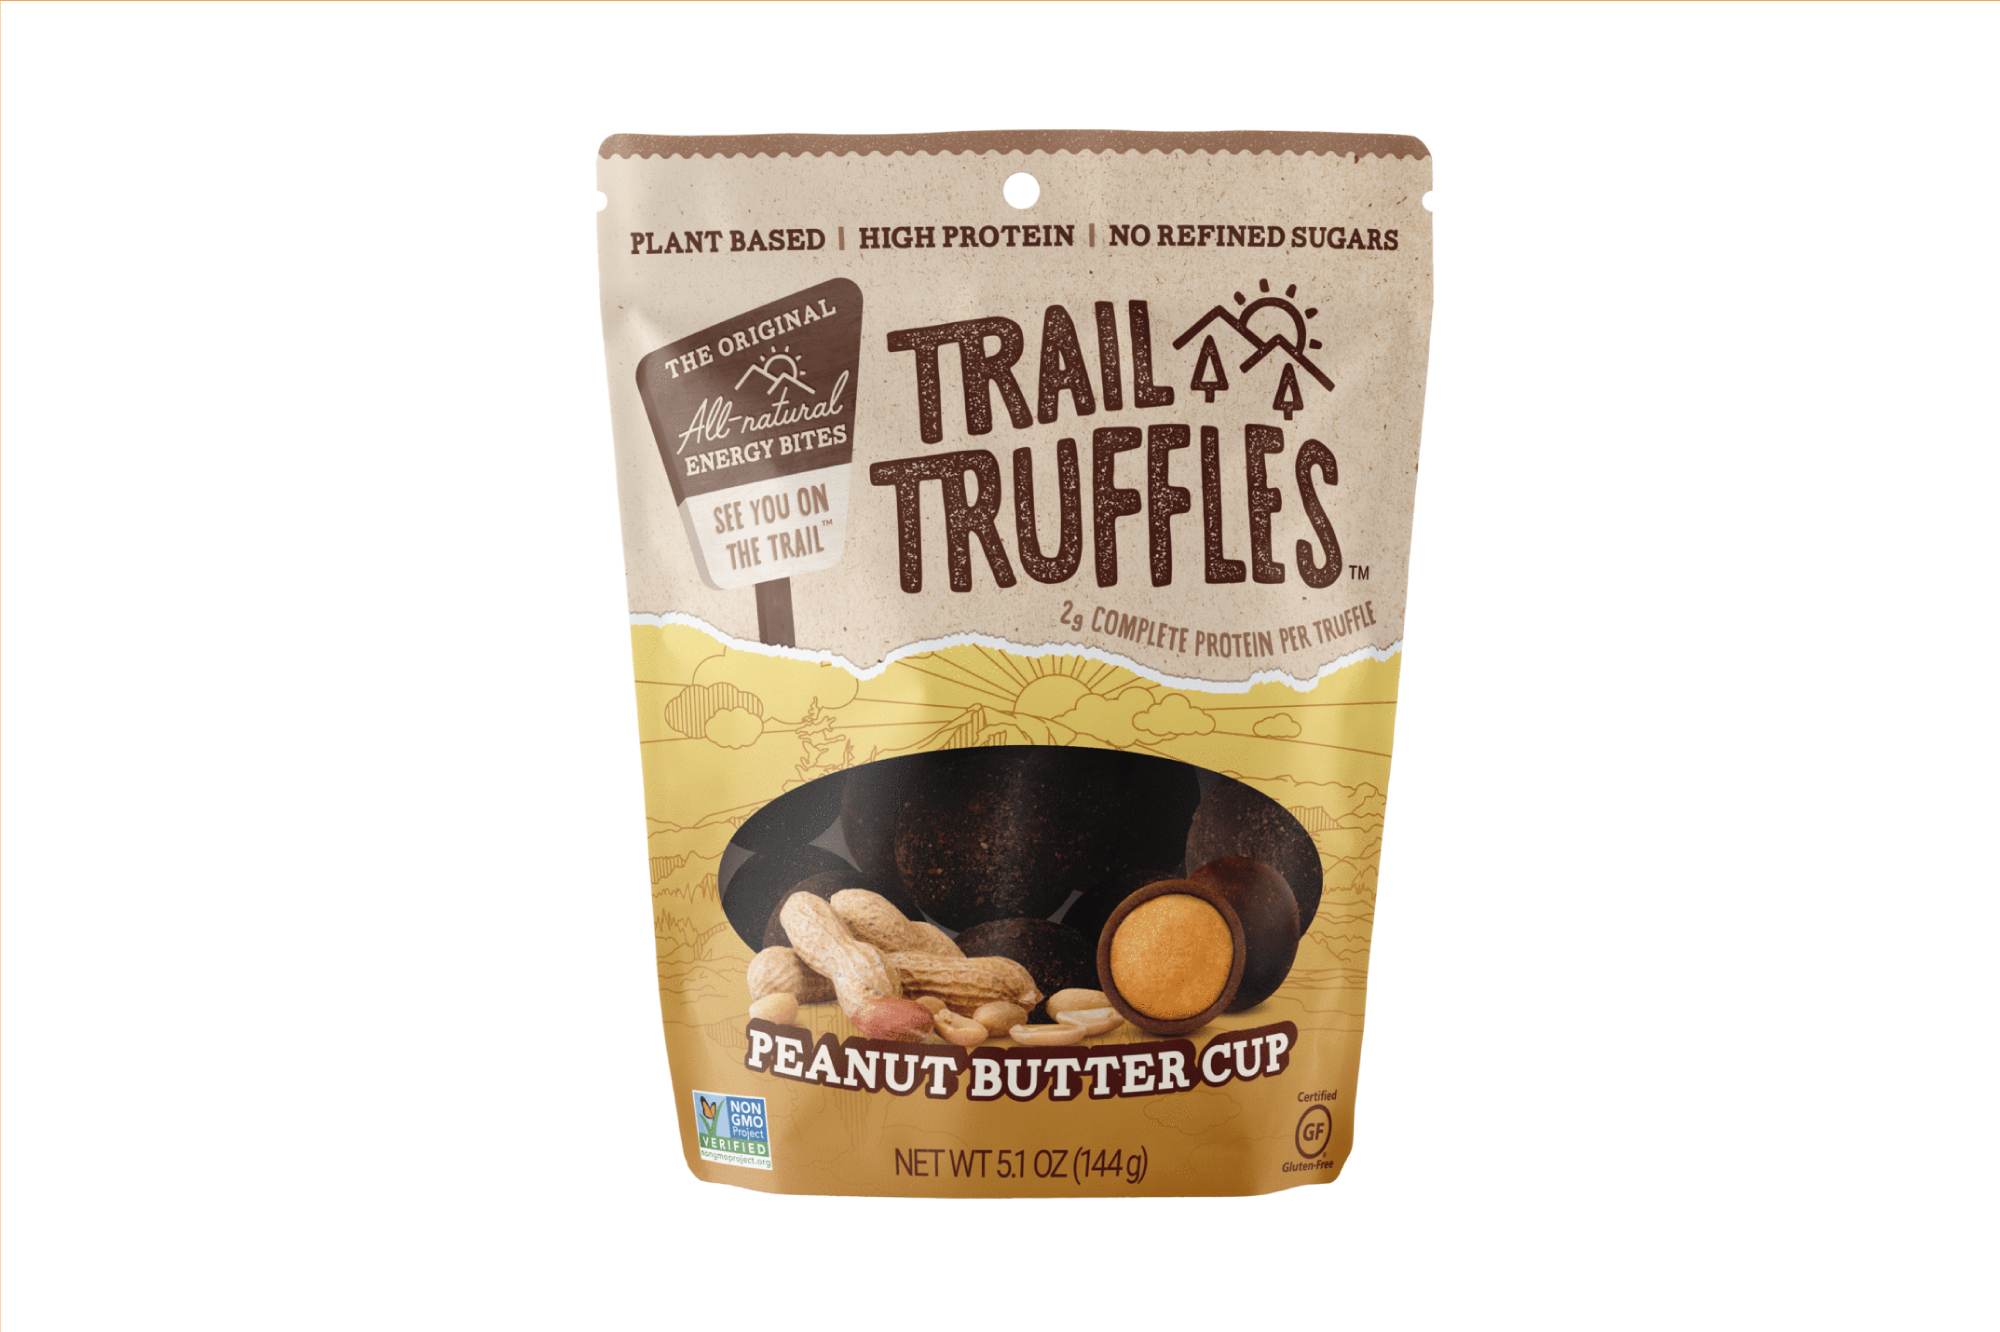 PLANT BASED | HIGH PROTEIN | NO REFINED SUGARS
THE ORIGINAL
All-natural
ENERGY BITES
SEE YOU ON
THE TRAIL™
TRAIL
TRUFFLES™
2g COMPLETE PROTEIN PER TRUFFLE
PEANUT BUTTER CUP
NON
GMO
Project
VERIFIED
nongmoproject.org
NET WT 5.1 OZ (144 g)
Certified
GF
Gluten-Free